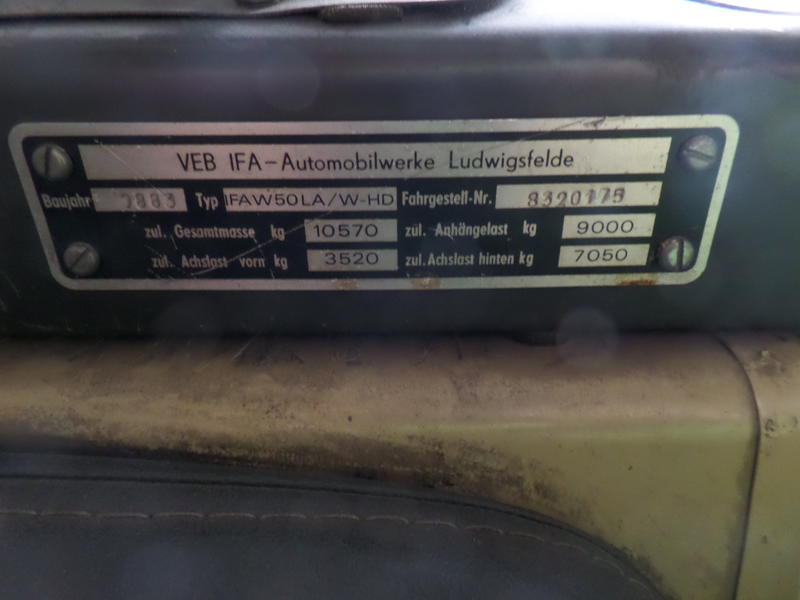 VEB IFA-Automobilwerke Ludwigsfelde
Baujahr 1983 Typ IFAW50LA/W-HD Fahrgestell-Nr. 8320175
zul. Gesamtmasse kg 10570 zul. Anhängelast kg 9000
zul. Achslast vorn kg 3520 zul. Achslast hinten kg 7050